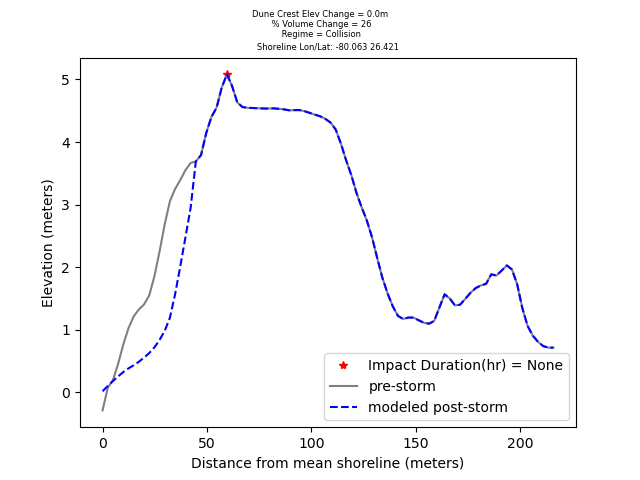 Dune Crest Elev Change = 0.0m
% Volume Change = 26
Regime = Collision
Shoreline Lon/Lat: -80.063 26.421
5
4
3
2
1
0
Elevation (meters)
Impact Duration(hr) = None
pre-storm
modeled post-storm
0 50 100 150 200
Distance from mean shoreline (meters)